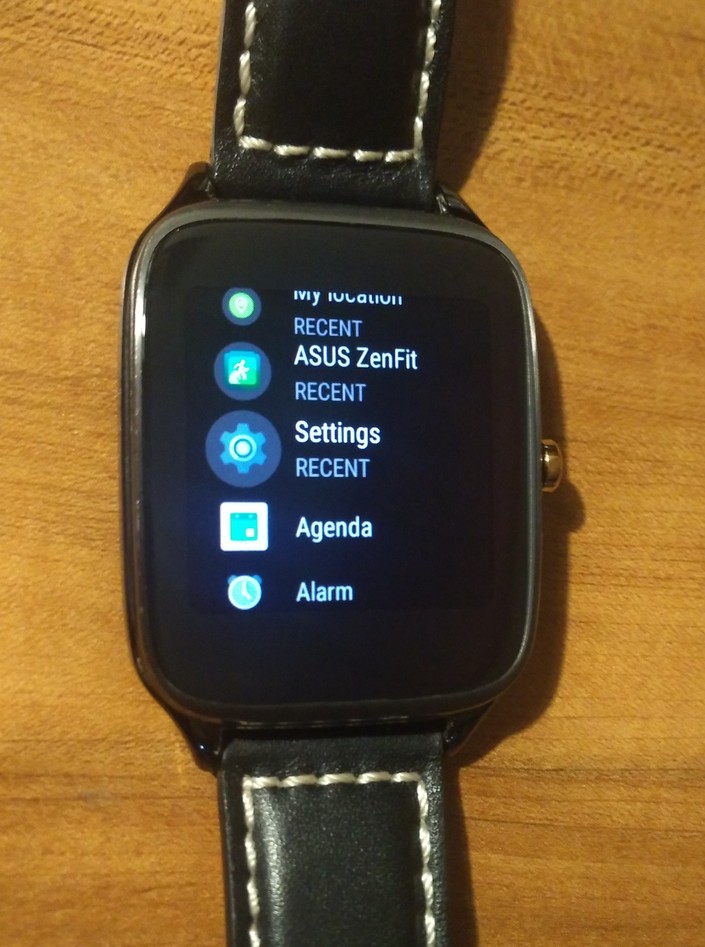 My location
RECENT
ASUS ZenFit
RECENT
Settings
RECENT
Agenda
Alarm